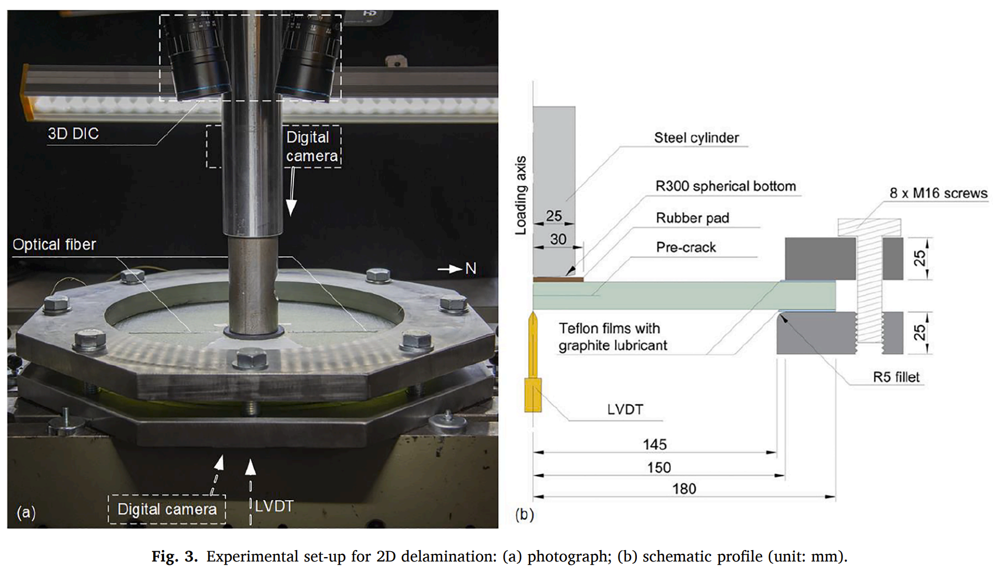 3D DIC
Digital
camera
Optical fiber
N
Digital camera
LVDT
(a)
Loading axis
Steel cylinder
R300 spherical bottom
8 x M16 screws
25
Rubber pad
30
Pre-crack
25
Teflon films with
graphite lubricant
25
R5 fillet
LVDT
145
150
180
(b)
Fig. 3. Experimental set-up for 2D delamination: (a) photograph; (b) schematic profile (unit: mm).